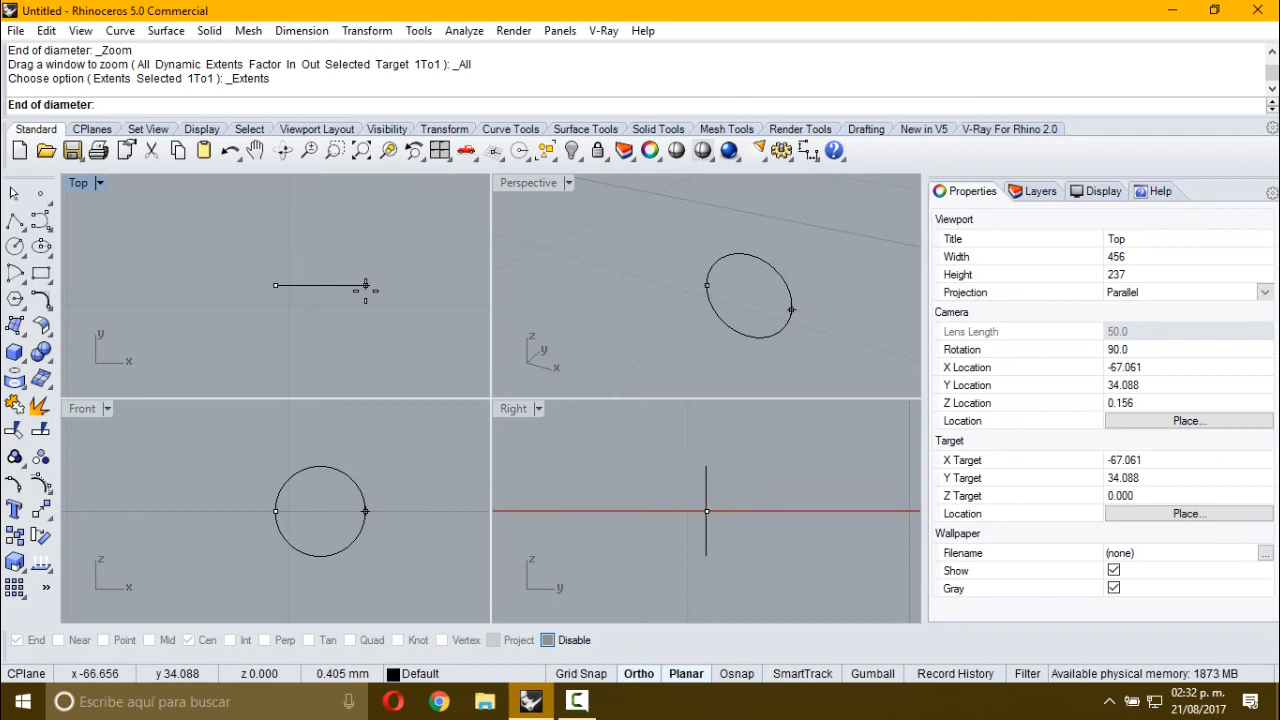 Untitled - Rhinoceros 5.0 Commercial
File Edit View Curve Surface Solid Mesh Dimension Transform Tools Analyze Render Panels V-Ray Help
End of diameter: _Zoom
Drag a window to zoom ( All Dynamic Extents Factor In Out Selected Target 1To1 ): _All
Choose option ( Extents Selected 1To1 ): _Extents
End of diameter:
Standard CPlanes Set View Display Select Viewport Layout Visibility Transform Curve Tools Surface Tools Solid Tools Mesh Tools Render Tools Drafting New in V5 V-Ray For Rhino 2.0
Top
Perspective
Properties Layers Display Help
Viewport
Title Top
Width 456
Height 237
Projection Parallel
Camera
Lens Length 50.0
Rotation 90.0
X Location -67.061
Y Location 34.088
Z Location 0.156
Location Place...
Target
X Target -67.061
Y Target 34.088
Z Target 0.000
Location Place...
Wallpaper
Filename (none) ...
Show
Gray
y
x
z
y
x
Front
Right
z
x
z
y
End Near Point Mid Cen Int Perp Tan Quad Knot Vertex Project Disable
CPlane x -66.656 y 34.088 z 0.000 0.405 mm Default Grid Snap Ortho Planar Osnap SmartTrack Gumball Record History Filter Available physical memory: 1873 MB
Escribe aquí para buscar
02:32 p. m.
21/08/2017